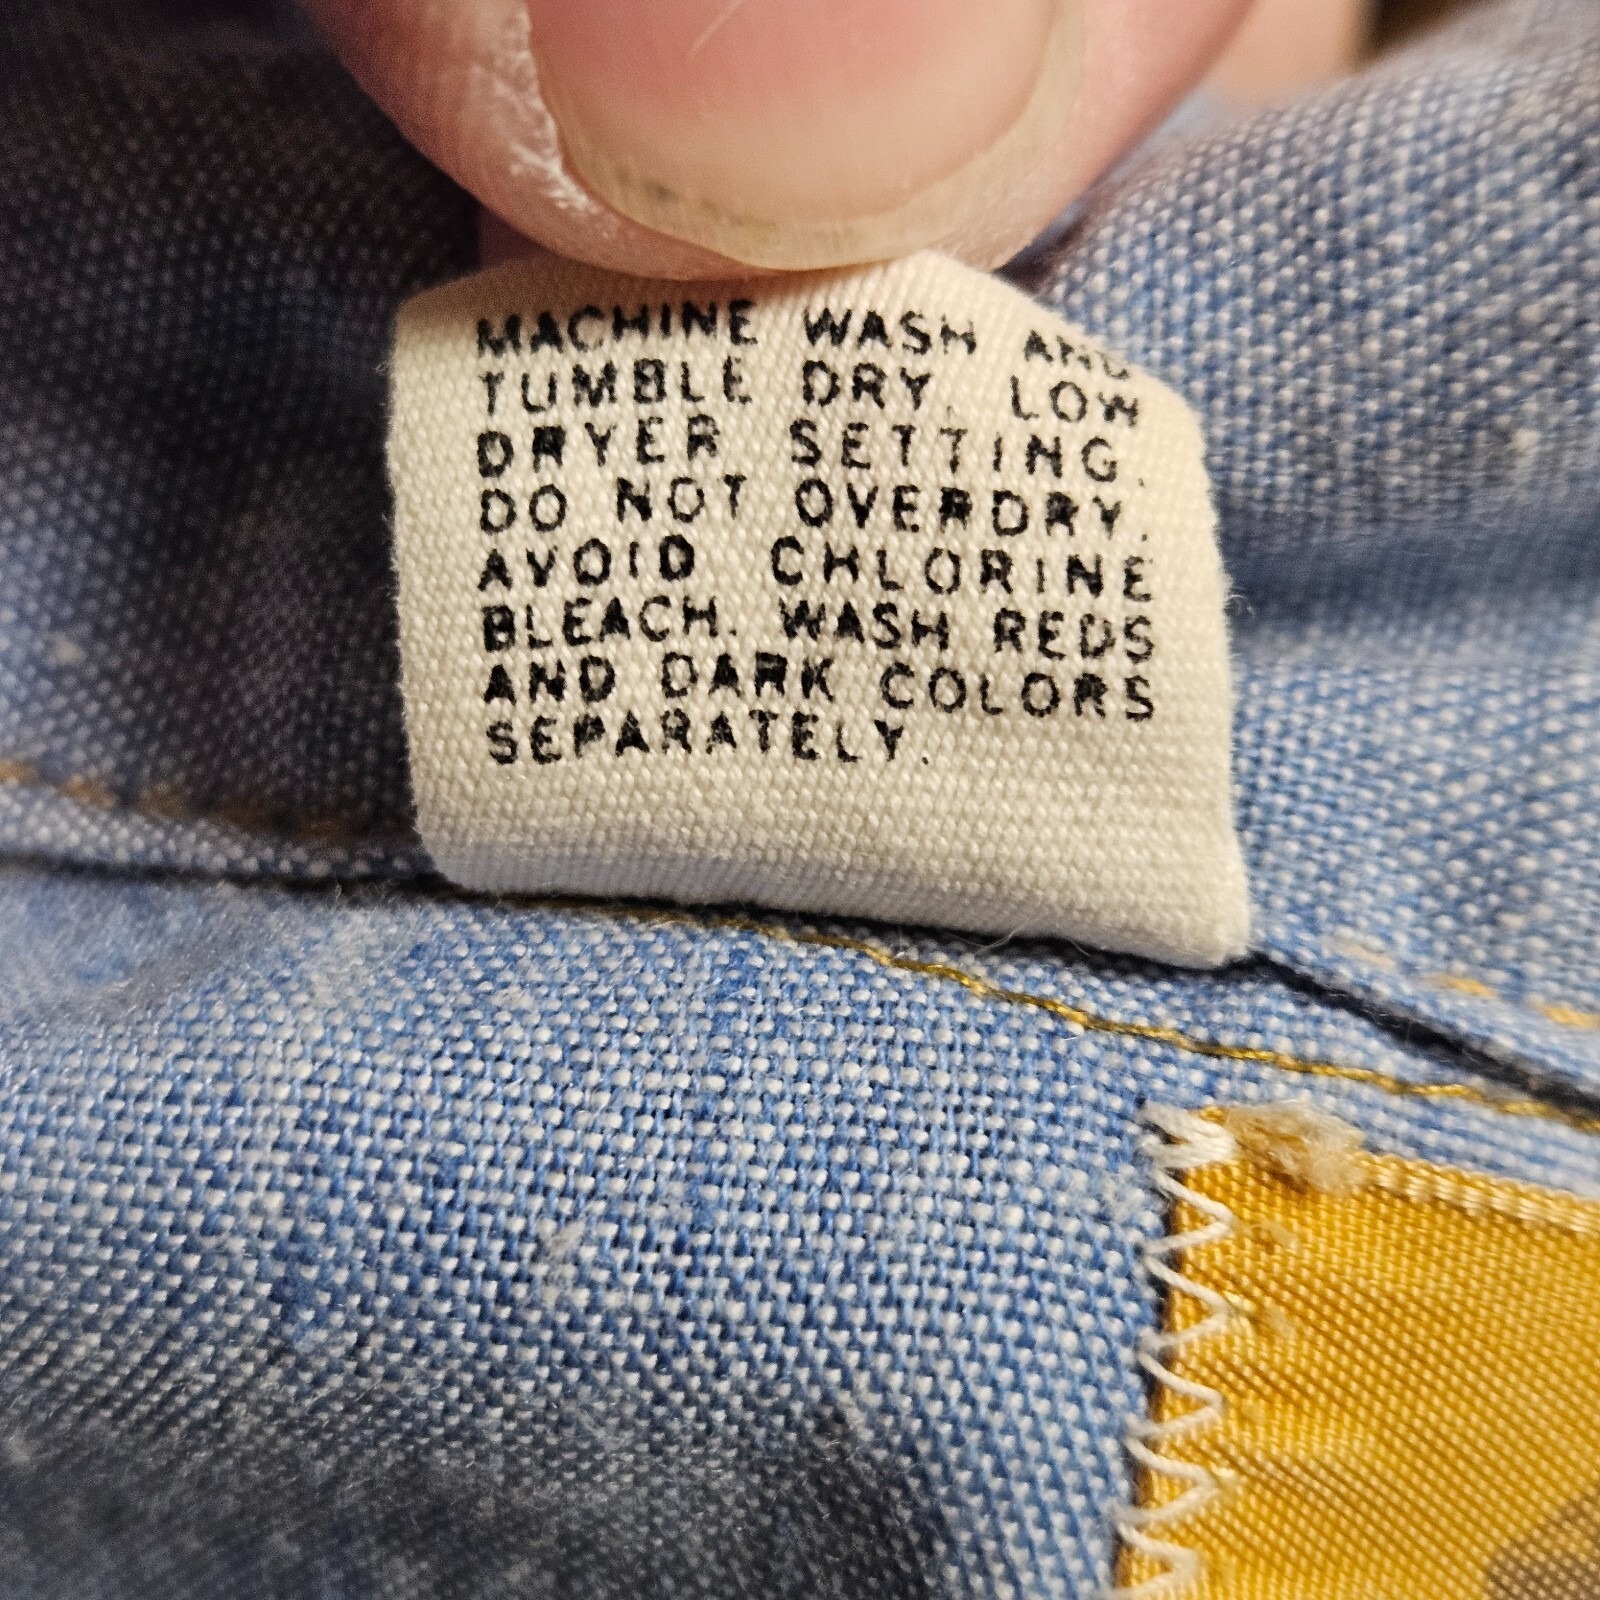 MACHINE WASH AND
TUMBLE DRY, LOW
DRYER SETTING.
DO NOT OVERDRY.
AVOID CHLORINE
BLEACH. WASH REDS
AND DARK COLORS
SEPARATELY.